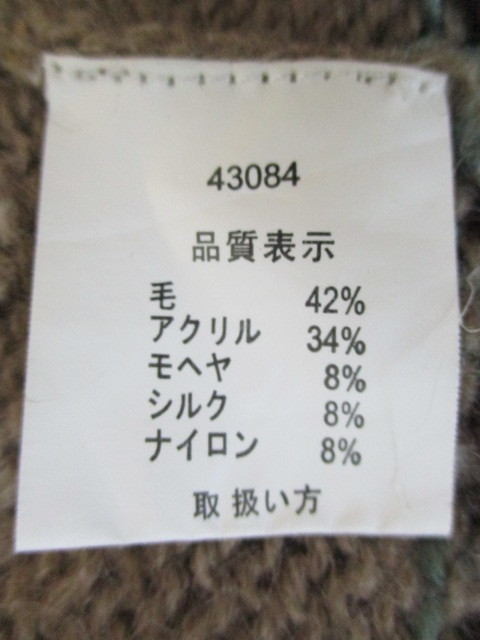 43084
品質表示
毛 42%
アクリル 34%
モヘヤ 8%
シルク 8%
ナイロン 8%
取扱い方